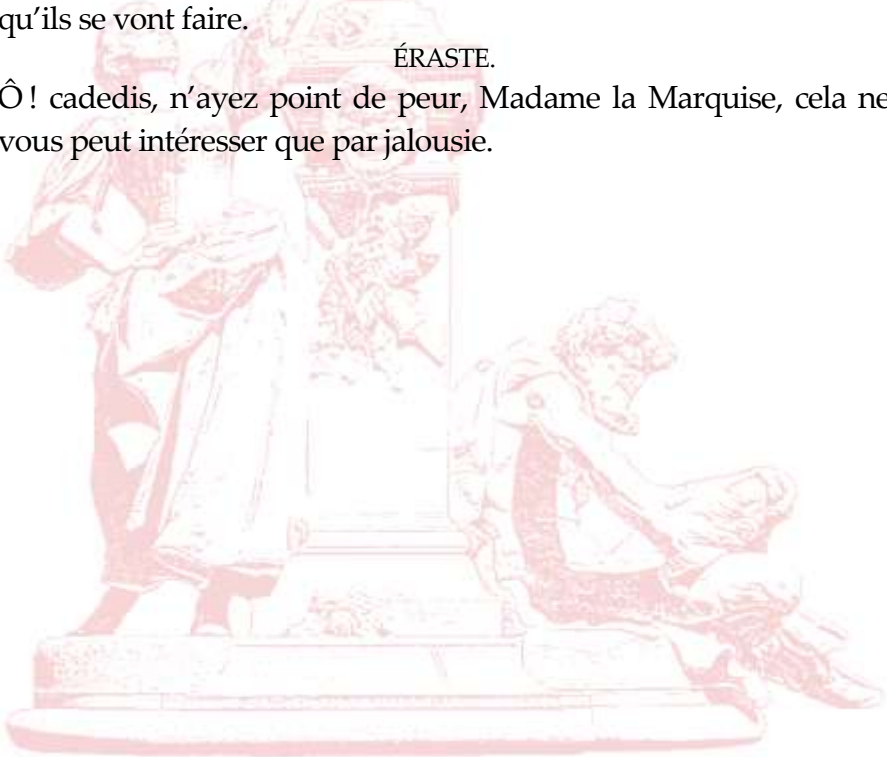 qu’ils se vont faire.
ÉRASTE.
Ô ! cadedis, n’ayez point de peur, Madame la Marquise, cela ne
vous peut intéresser que par jalousie.